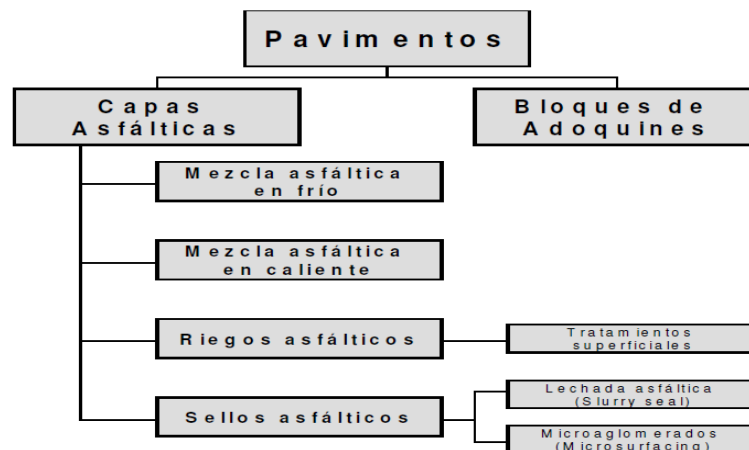 Pavimentos
Capas
Asfálticas
Bloques de
Adoquines
Mezcla asfáltica
en frío
Mezcla asfáltica
en caliente
Riegos asfálticos
Tratamientos
superficiales
Sellos asfálticos
Lechada asfáltica
(Slurry seal)
Microaglomerados
(Microsurfacing)